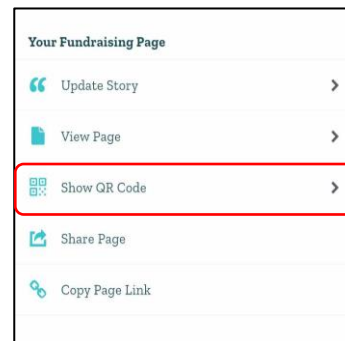 Your Fundraising Page
Update Story
View Page
Show QR Code
Share Page
Copy Page Link